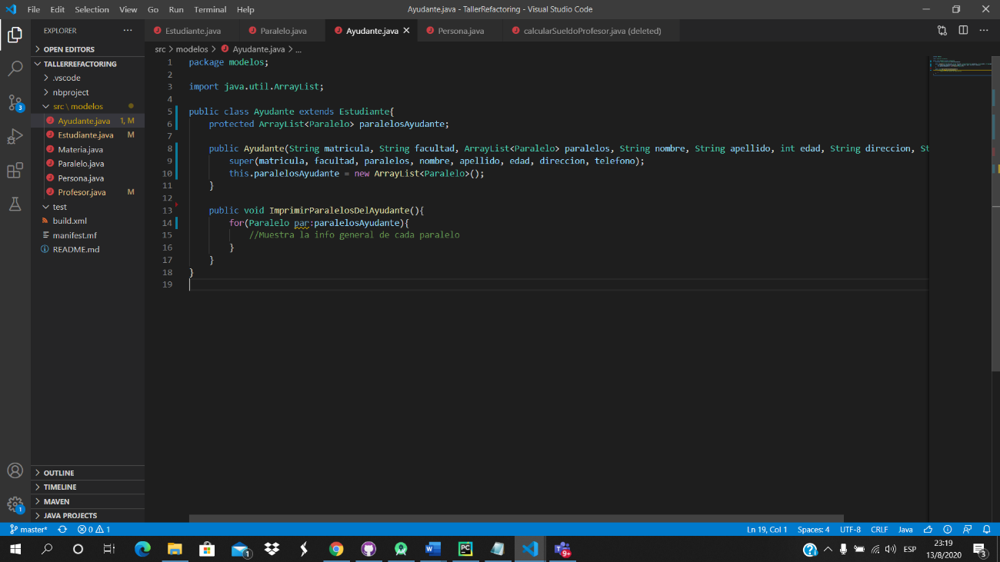 File Edit Selection View Go Run Terminal Help
Ayudante.java - TallerRefactoring - Visual Studio Code
EXPLORER
Estudiante.java Paralelo.java Ayudante.java Persona.java calcularSueldoProfesor.java (deleted)
OPEN EDITORS
TALLERREFACTORING
.vscode
nbproject
src \ modelos
Ayudante.java 1, M
Estudiante.java M
Materia.java
Paralelo.java
Persona.java
Profesor.java M
test
build.xml
manifest.mf
README.md
OUTLINE
TIMELINE
MAVEN
JAVA PROJECTS
3
1
src > modelos > Ayudante.java > ...
1 package modelos;
2
3 import java.util.ArrayList;
4
5 public class Ayudante extends Estudiante{
6 protected ArrayList<Paralelo> paralelosAyudante;
7
8 public Ayudante(String matricula, String facultad, ArrayList<Paralelo> paralelos, String nombre, String apellido, int edad, String direccion, St
9 super(matricula, facultad, paralelos, nombre, apellido, edad, direccion, telefono);
10 this.paralelosAyudante = new ArrayList<Paralelo>();
11 }
12
13 public void ImprimirParalelosDelAyudante(){
14 for(Paralelo par:paralelosAyudante){
15 //Muestra la info general de cada paralelo
16 }
17 }
18 }
19
master* 0 1
Ln 19, Col 1 Spaces: 4 UTF-8 CRLF Java
1
PC
W
9+
ESP
23:19
13/8/2020
3